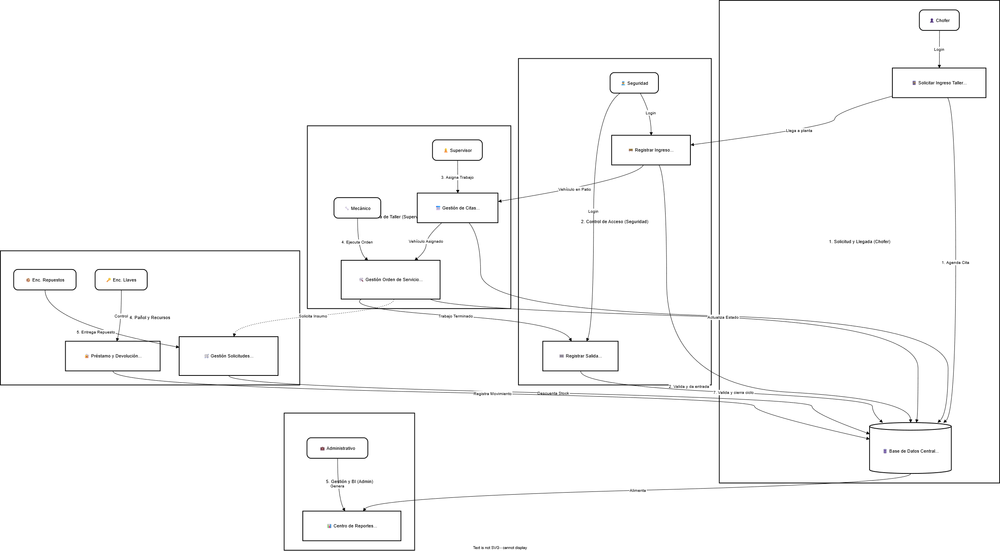 Chofer
Login
Solicitar Ingreso Taller...
Seguridad
Login
Llega a planta
Registrar Ingreso...
Supervisor
3. Asigna Trabajo
Vehículo en Patio
Mecánico
Gestión de Citas...
Login
de Taller
2. Control de Acceso (Seguridad)
4. Ejecuta Orden
Vehículo Asignado
1. Solicitud y Llegada (Chofer)
1. Agenda Cita
Enc. Repuestos
Enc. Llaves
Gestión Orden de Servicio...
Control
4. Pañol y Recursos
Solicita Insumo
Trabajo Terminado
Actualiza Estado
5. Entrega Repuesto
Préstamo y Devolución...
Gestión Solicitudes...
Registrar Salida...
2. Valida y da entrada
Registra Movimiento
Descuenta Stock
7. Valida y cierra ciclo
Administrativo
Base de Datos Central...
5. Gestión y BI (Admin)
Genera
Alimenta
Centro de Reportes...
Text is not SVG - cannot display